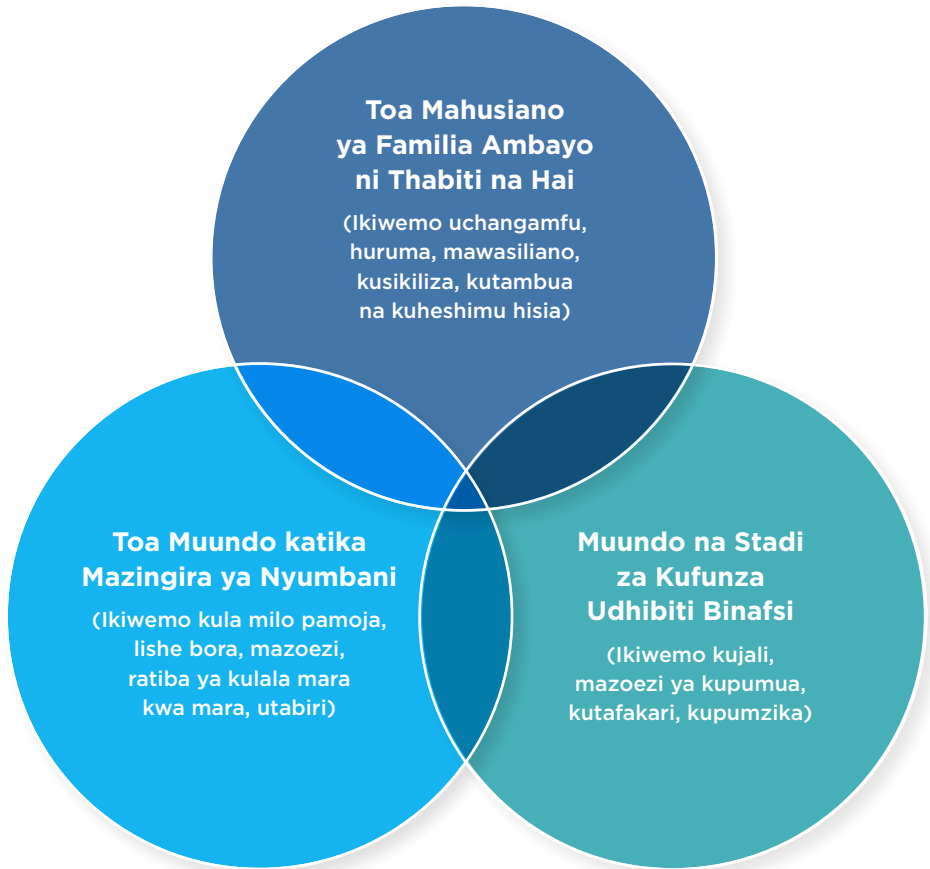 Toa Mahusiano
ya Familia Ambayo
ni Thabiti na Hai
(Ikiwemo uchangamfu,
huruma, mawasiliano,
kusikiliza, kutambua
na kuheshimu hisia)
Toa Muundo katika
Mazingira ya Nyumbani
(Ikiwemo kula milo pamoja,
lishe bora, mazoezi,
ratiba ya kulala mara
kwa mara, utabiri)
Muundo na Stadi
za Kufunza
Udhibiti Binafsi
(Ikiwemo kujali,
mazoezi ya kupumua,
kutafakari, kupumzika)